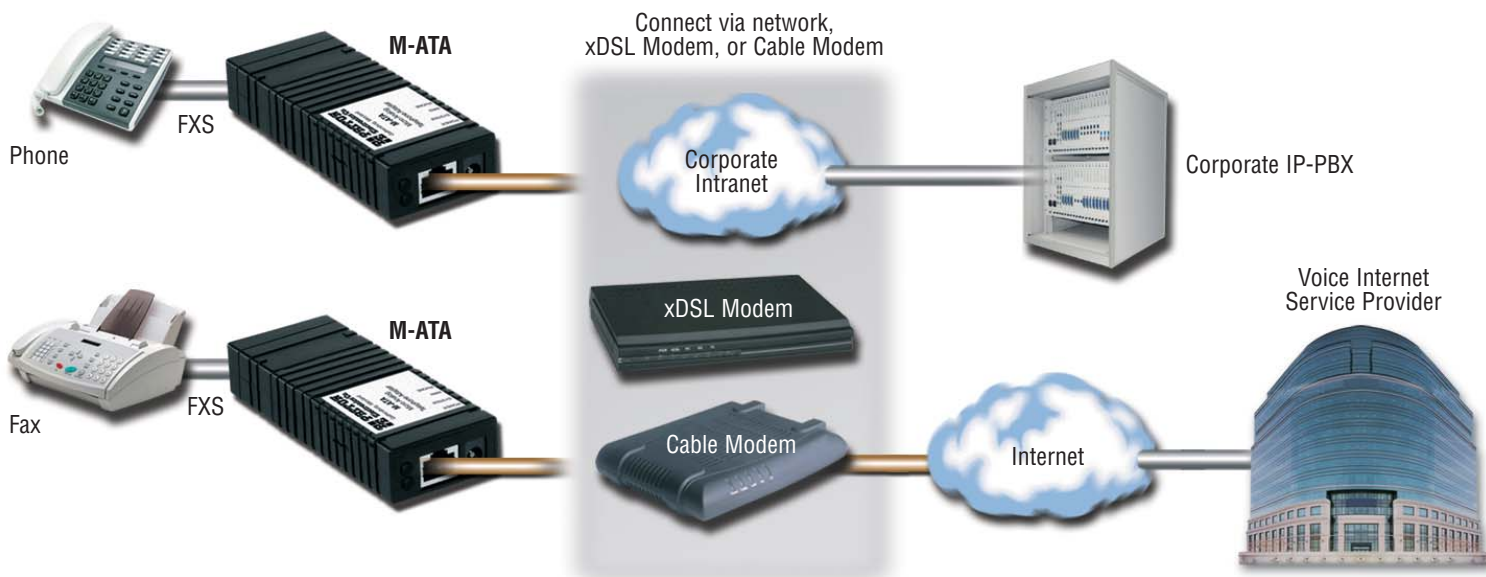 Connect via network,
xDSL Modem, or Cable Modem
M-ATA
FXS
Phone
Corporate
Intranet
Corporate IP-PBX
Voice Internet
Service Provider
xDSL Modem
M-ATA
FXS
Fax
Cable Modem
Internet